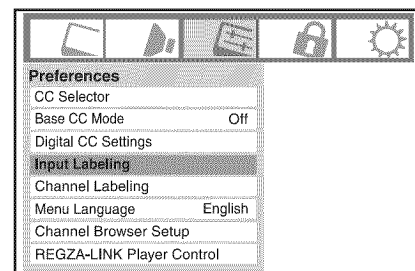 Preferences
CC Selector
Base CC Mode Off
Digital CC Settings
Input Labeling
Channel Labeling
Menu Language English
Channel Browser Setup
REGZA-LINK Player Control